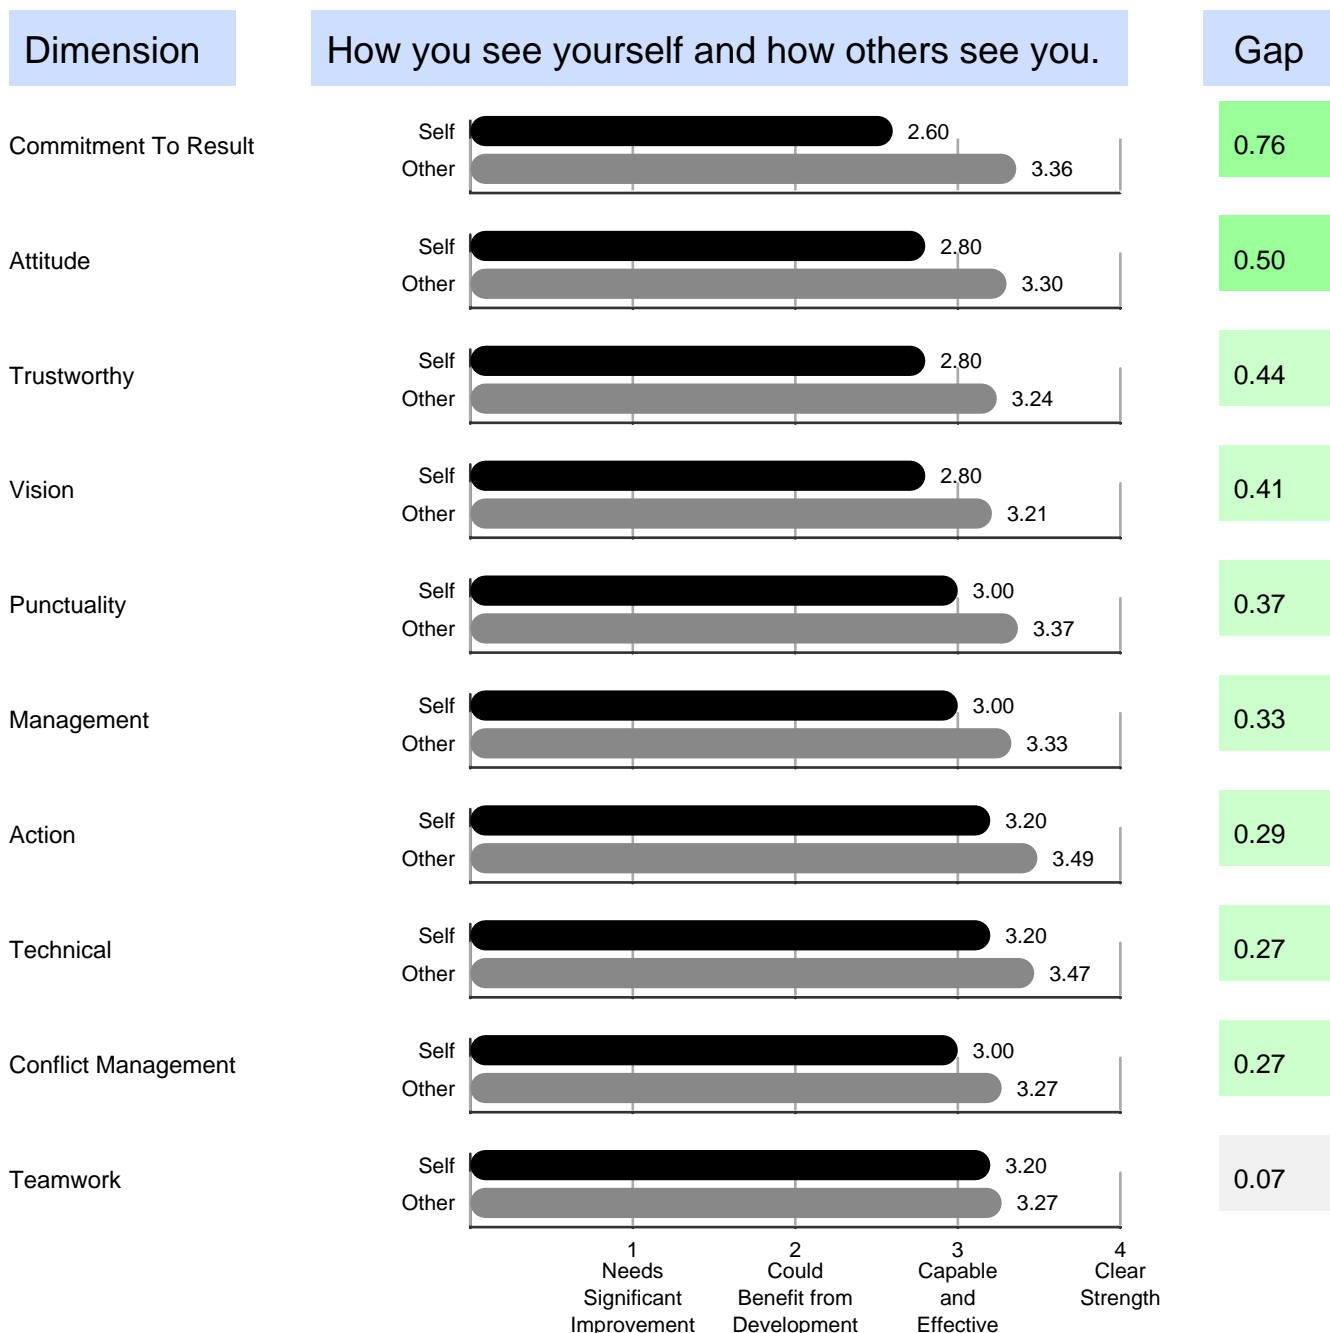 Dimension How you see yourself and how others see you. Gap
Commitment To Result
Self 2.60
Other 3.36
0.76
Attitude
Self 2.80
Other 3.30
0.50
Trustworthy
Self 2.80
Other 3.24
0.44
Vision
Self 2.80
Other 3.21
0.41
Punctuality
Self 3.00
Other 3.37
0.37
Management
Self 3.00
Other 3.33
0.33
Action
Self 3.20
Other 3.49
0.29
Technical
Self 3.20
Other 3.47
0.27
Conflict Management
Self 3.00
Other 3.27
0.27
Teamwork
Self 3.20
Other 3.27
0.07
1 2 3 4
Needs Could Capable Clear
Significant Benefit from and Strength
Improvement Development Effective